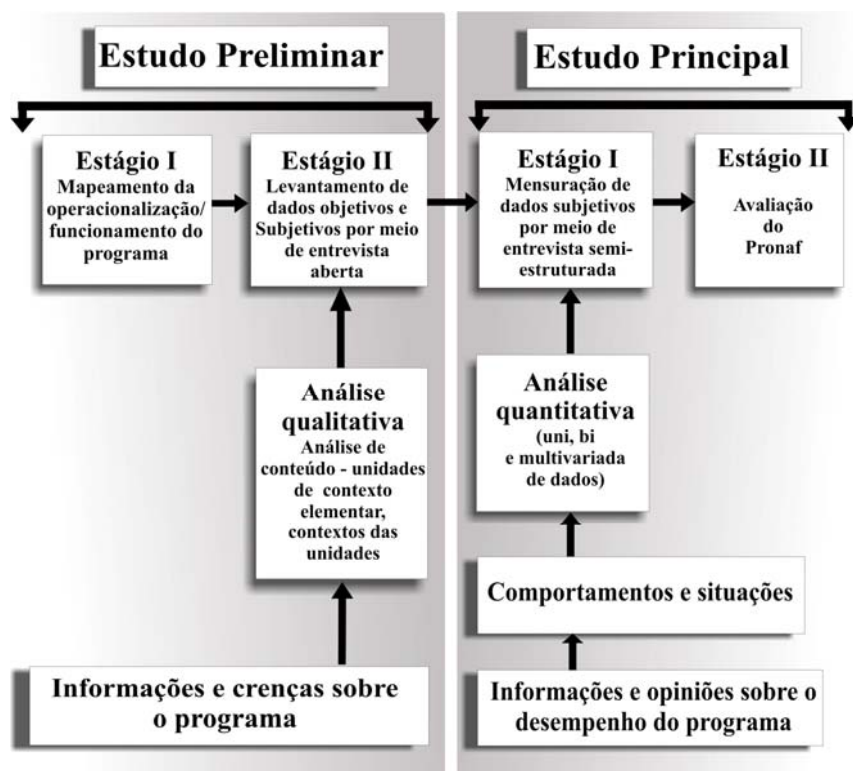 Estudo Preliminar
Estágio I
Mapeamento da
operacionalização/
funcionamento do
programa
Estágio II
Levantamento de
dados objetivos e
Subjetivos por meio
de entrevista
aberta
Análise
qualitativa
Análise de
conteúdo - unidades
de contexto
elementar,
contextos das
unidades
Informações e crenças sobre
o programa
Estudo Principal
Estágio I
Mensuração de
dados subjetivos
por meio de
entrevista semi-
estruturada
Estágio II
Avaliação
do
Pronaf
Análise
quantitativa
(uni, bi
e multivariada
de dados)
Comportamentos e situações
Informações e opiniões sobre o
desempenho do programa